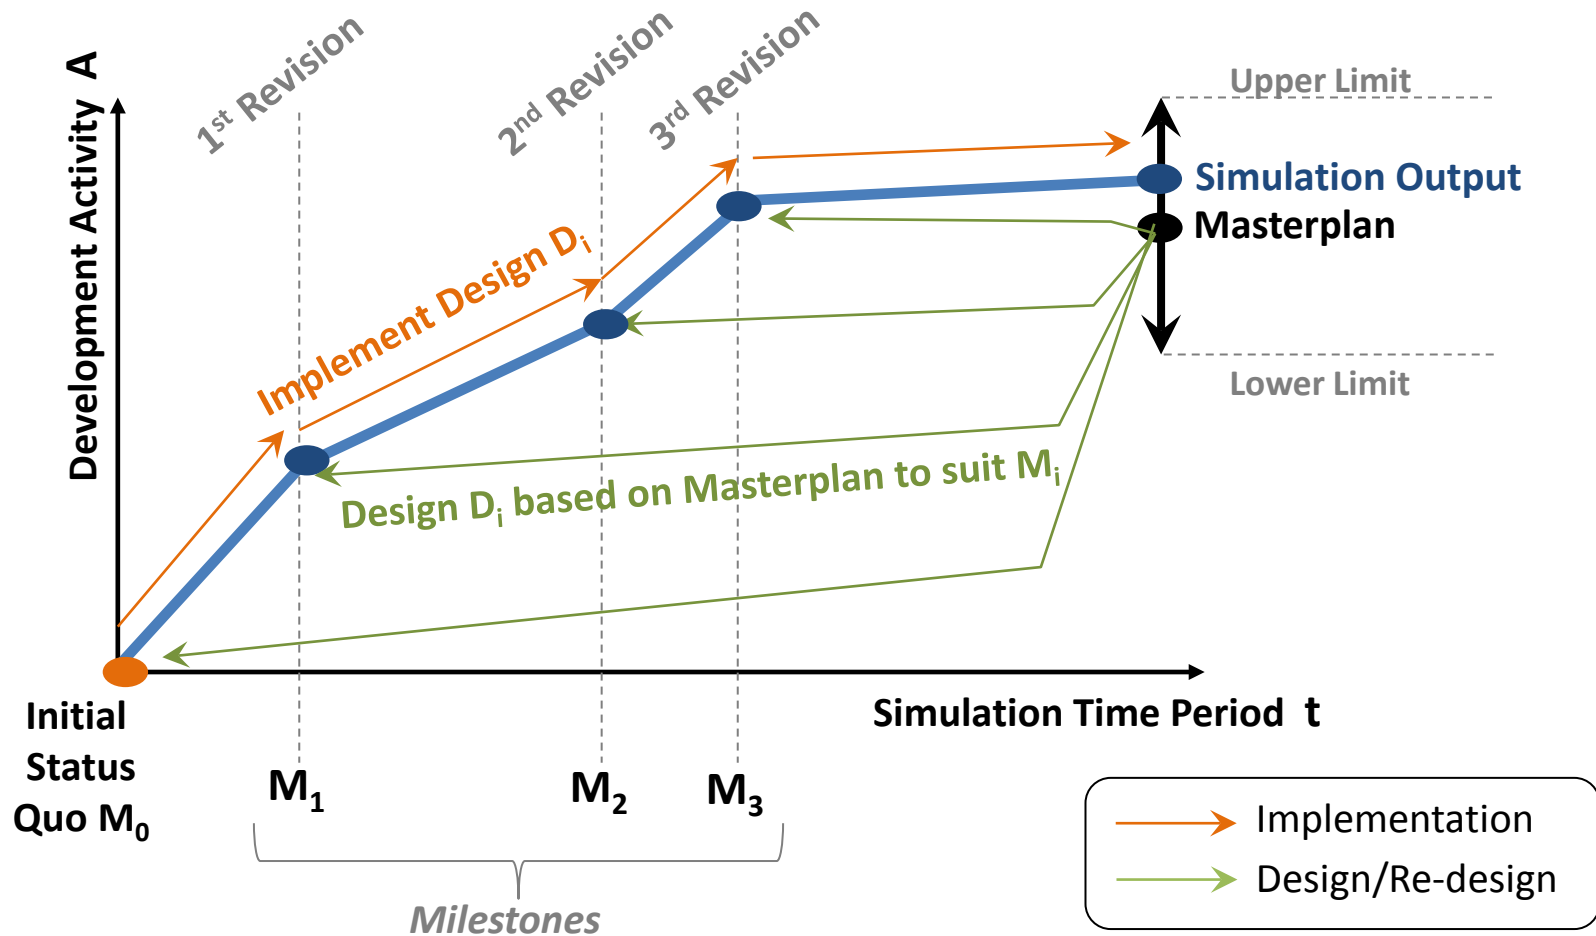 Development Activity A
1st Revision
2nd Revision
3rd Revision
Upper Limit
Simulation Output
Masterplan
Lower Limit
Implement Design Di
Design Di based on Masterplan to suit Mi
Initial
Status
Quo M0
Simulation Time Period t
M1
M2
M3
Milestones
Implementation
Design/Re-design